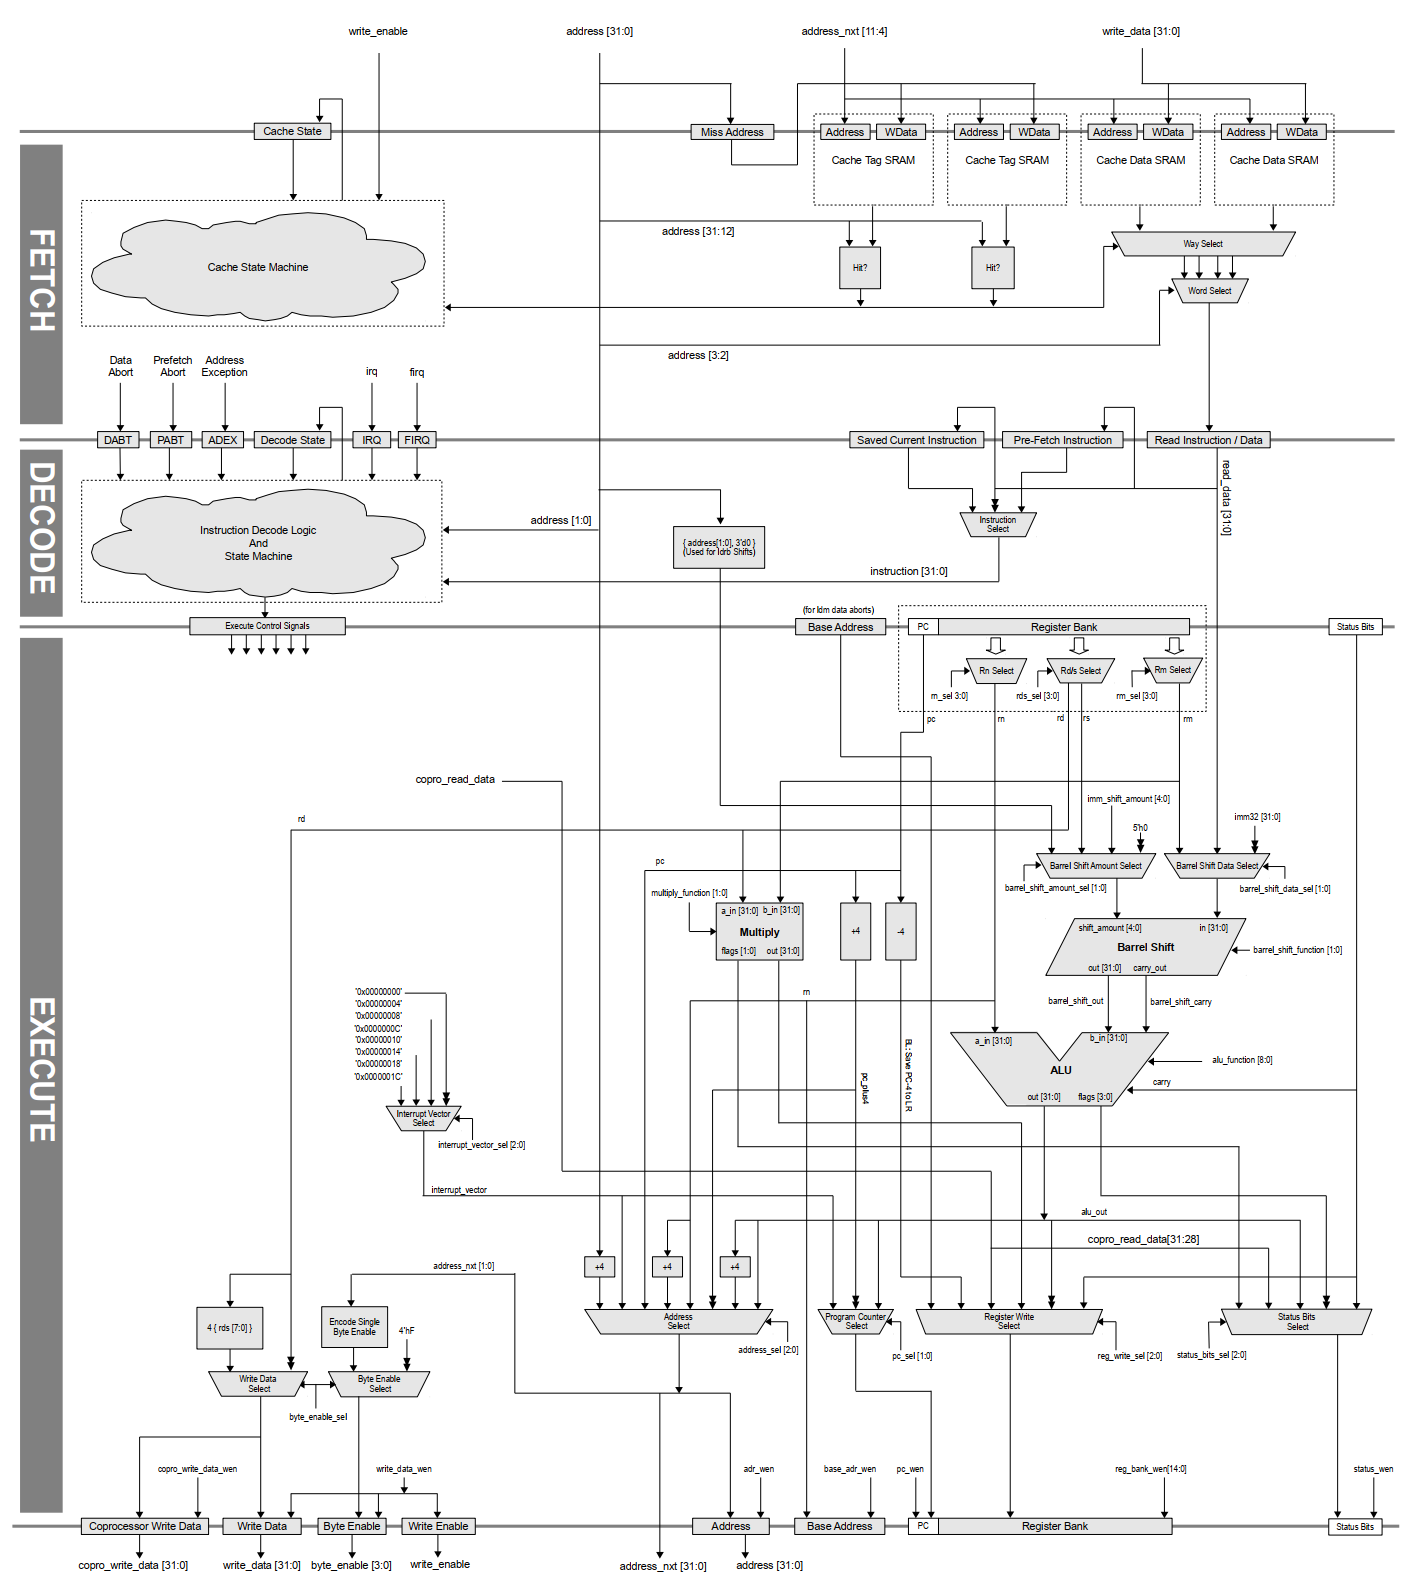 write_enable
address [31:0]
address_nxt [11:4]
write_data [31:0]
Cache State
Miss Address
Address
WData
Address
WData
Address
WData
Address
WData
Cache Tag SRAM
Cache Tag SRAM
Cache Data SRAM
Cache Data SRAM
FETCH
address [31:12]
Way Select
Cache State Machine
Hit?
Hit?
Word Select
address [3:2]
Data
Abort
Prefetch
Abort
Address
Exception
irq
firq
DABT
PABT
ADEX
Decode State
IRQ
FIRQ
Saved Current Instruction
Pre-Fetch Instruction
Read Instruction / Data
DECODE
read_data [31:0]
address [1:0]
Instruction Decode Logic
And
State Machine
Instruction
Select
{ address[1:0], 3'd0 }
(Used for ldrb Shifts)
instruction [31:0]
(for ldm data aborts)
Execute Control Signals
Base Address
PC
Register Bank
Status Bits
Rn Select
Rd/s Select
Rm Select
rn_sel 3:0]
rds_sel [3:0]
rm_sel [3:0]
pc
rn
rd
rs
rm
copro_read_data
imm_shift_amount [4:0]
imm32 [31:0]
rd
5'h0
pc
Barrel Shift Amount Select
Barrel Shift Data Select
multiply_function [1:0]
barrel_shift_amount_sel [1:0]
barrel_shift_data_sel [1:0]
a_in [31:0]
b_in [31:0]
Multiply
flags [1:0]
out [31:0]
+4
-4
shift_amount [4:0]
in [31:0]
Barrel Shift
out [31:0]
carry_out
barrel_shift_function [1:0]
EXECUTE
'0x00000000'
'0x00000004'
'0x00000008'
'0x0000000C'
'0x00000010'
'0x00000014'
'0x00000018'
'0x0000001C'
rn
barrel_shift_out
barrel_shift_carry
BL: Save PC-4 to LR
pc_plus4
a_in [31:0]
b_in [31:0]
ALU
out [31:0]
flags [3:0]
alu_function [8:0]
carry
Interrupt Vector
Select
interrupt_vector_sel [2:0]
interrupt_vector
alu_out
copro_read_data[31:28]
address_nxt [1:0]
+4
+4
+4
4 { rds [7:0] }
Encode Single
Byte Enable
4'hF
Address
Select
Program Counter
Select
Register Write
Select
Status Bits
Select
address_sel [2:0]
pc_sel [1:0]
reg_write_sel [2:0]
status_bits_sel [2:0]
Write Data
Select
Byte Enable
Select
byte_enable_sel
copro_write_data_wen
write_data_wen
adr_wen
base_adr_wen
pc_wen
reg_bank_wen[14:0]
status_wen
Coprocessor Write Data
Write Data
Byte Enable
Write Enable
Address
Base Address
PC
Register Bank
Status Bits
copro_write_data [31:0]
write_data [31:0]
byte_enable [3:0]
write_enable
address_nxt [31:0]
address [31:0]